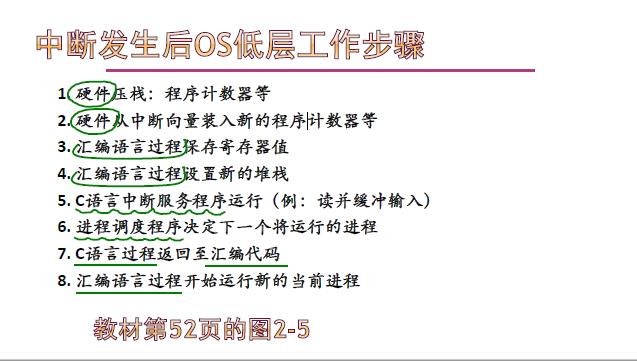 中断发生后OS低层工作步骤
1. 硬件压栈：程序计数器等
2. 硬件从中断向量装入新的程序计数器等
3. 汇编语言过程保存寄存器值
4. 汇编语言过程设置新的堆栈
5. C语言中断服务程序运行（例：读并缓冲输入）
6. 进程调度程序决定下一个将运行的进程
7. C语言过程返回至汇编代码
8. 汇编语言过程开始运行新的当前进程
教材第52页的图2-5